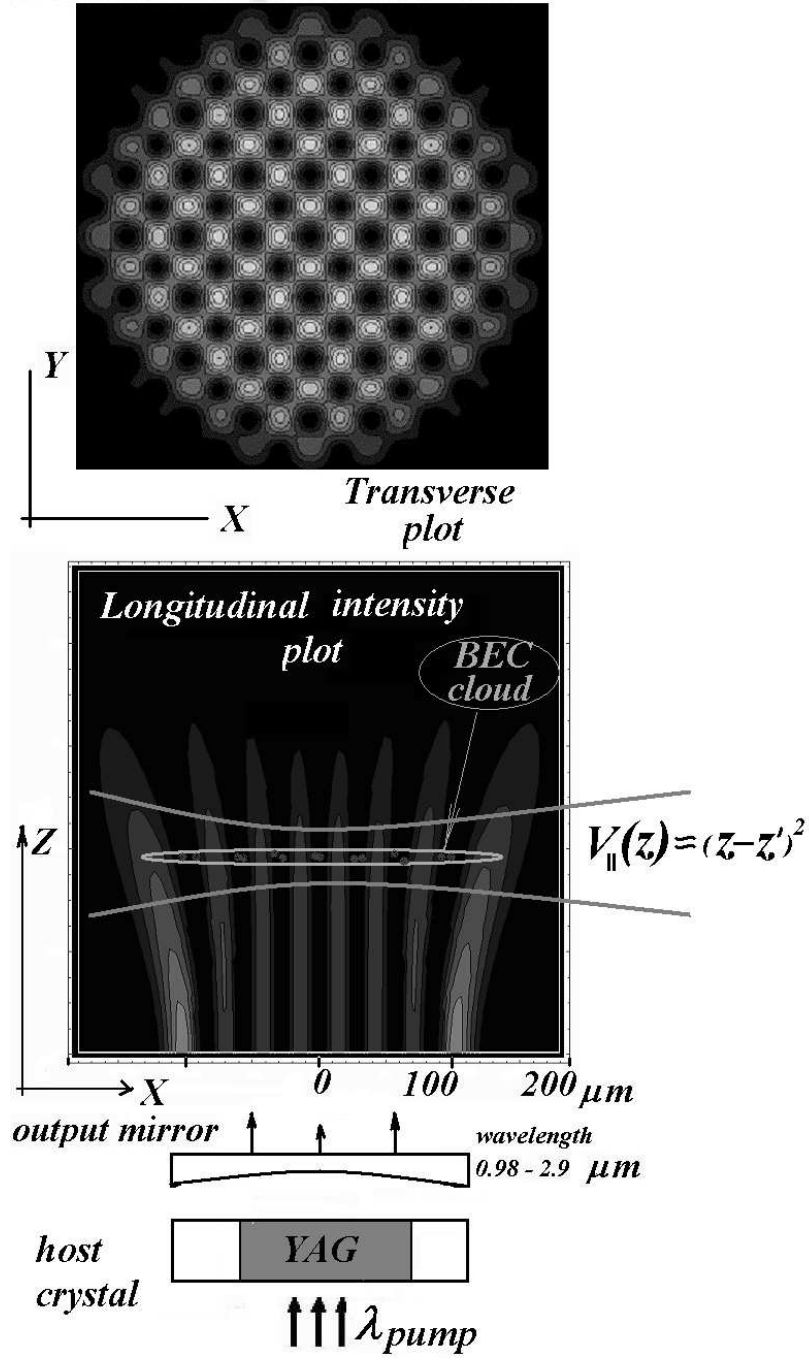 Y
X
Transverse
plot
Longitudinal intensity
plot
BEC
cloud
Z
V||(z)≈(z-z')²
X
0 100 200 μm
output mirror
wavelength
0.98 - 2.9 μm
host
crystal
YAG
λpump